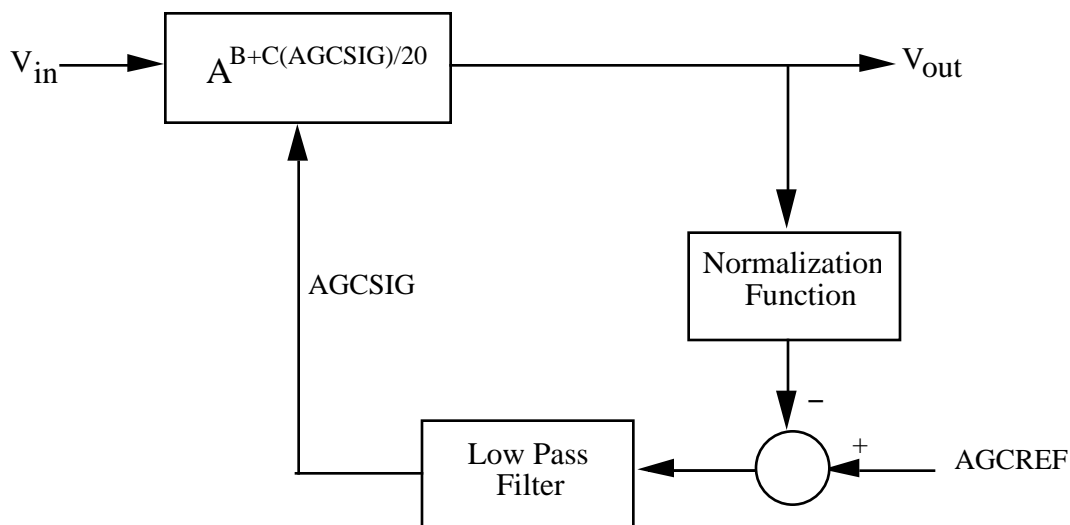 V_in
A^B+C(AGCSIG)/20
V_out
Normalization
Function
AGCSIG
−
+
AGCREF
Low Pass
Filter